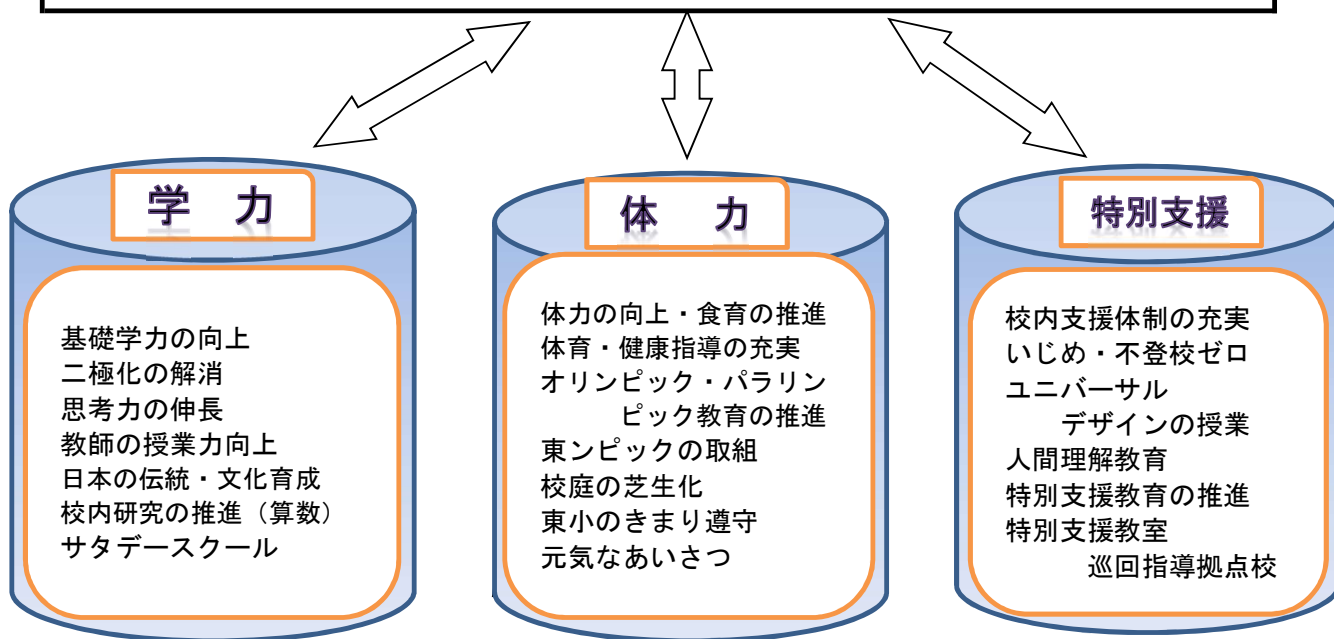 学 力
基礎学力の向上
二極化の解消
思考力の伸長
教師の授業力向上
日本の伝統・文化育成
校内研究の推進（算数）
サタデースクール
体 力
体力の向上・食育の推進
体育・健康指導の充実
オリンピック・パラリン
ピック教育の推進
東ンピックの取組
校庭の芝生化
東小のきまり遵守
元気なあいさつ
特別支援
校内支援体制の充実
いじめ・不登校ゼロ
ユニバーサル
デザインの授業
人間理解教育
特別支援教育の推進
特別支援教室
巡回指導拠点校